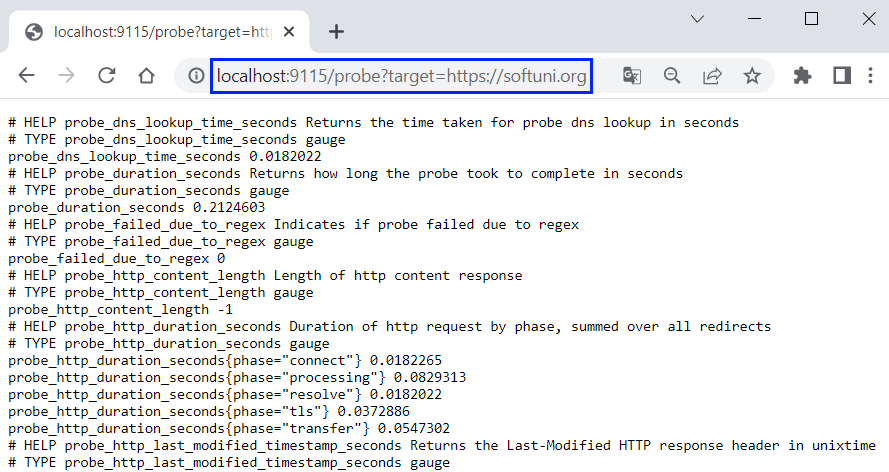 localhost:9115/probe?target=htt
localhost:9115/probe?target=https://softuni.org
# HELP probe_dns_lookup_time_seconds Returns the time taken for probe dns lookup in seconds
# TYPE probe_dns_lookup_time_seconds gauge
probe_dns_lookup_time_seconds 0.0182022
# HELP probe_duration_seconds Returns how long the probe took to complete in seconds
# TYPE probe_duration_seconds gauge
probe_duration_seconds 0.2124603
# HELP probe_failed_due_to_regex Indicates if probe failed due to regex
# TYPE probe_failed_due_to_regex gauge
probe_failed_due_to_regex 0
# HELP probe_http_content_length Length of http content response
# TYPE probe_http_content_length gauge
probe_http_content_length -1
# HELP probe_http_duration_seconds Duration of http request by phase, summed over all redirects
# TYPE probe_http_duration_seconds gauge
probe_http_duration_seconds{phase="connect"} 0.0182265
probe_http_duration_seconds{phase="processing"} 0.0829313
probe_http_duration_seconds{phase="resolve"} 0.0182022
probe_http_duration_seconds{phase="tls"} 0.0372886
probe_http_duration_seconds{phase="transfer"} 0.0547302
# HELP probe_http_last_modified_timestamp_seconds Returns the Last-Modified HTTP response header in unixtime
# TYPE probe_http_last_modified_timestamp_seconds gauge